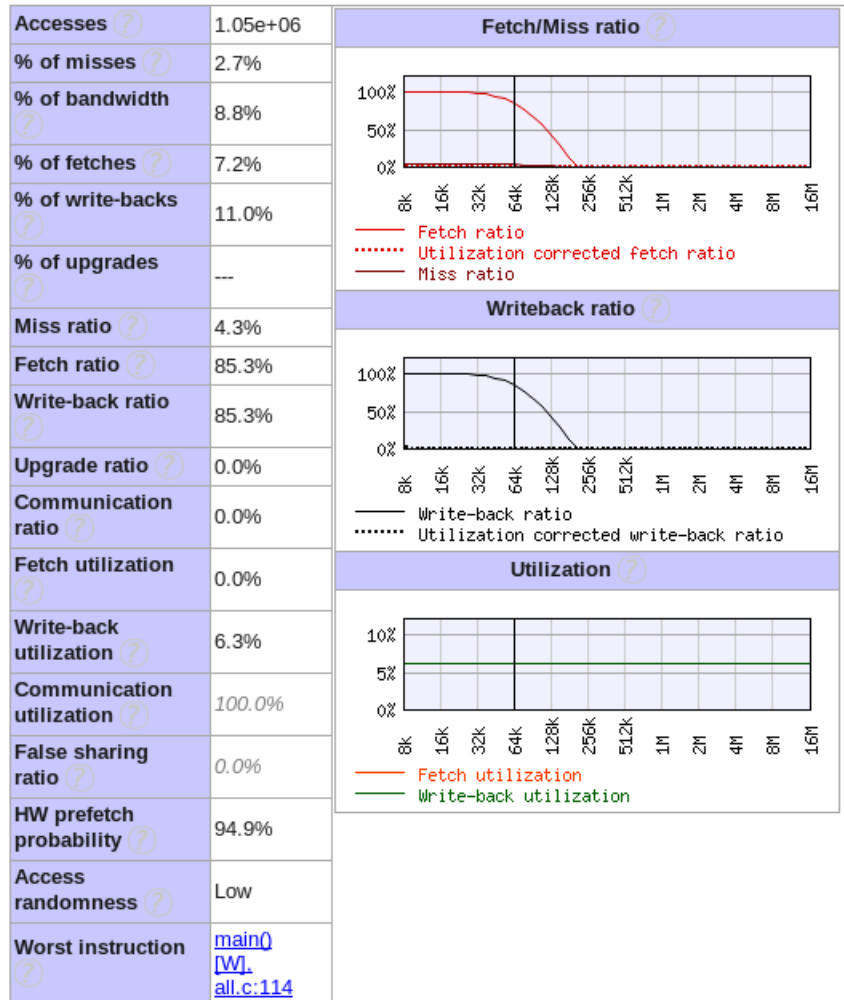 Accesses ?
1.05e+06
% of misses ?
2.7%
% of bandwidth
?
8.8%
% of fetches ?
7.2%
% of write-backs
?
11.0%
% of upgrades
?
---
Miss ratio ?
4.3%
Fetch ratio ?
85.3%
Write-back ratio
?
85.3%
Upgrade ratio ?
0.0%
Communication
ratio ?
0.0%
Fetch utilization
?
0.0%
Write-back
utilization ?
6.3%
Communication
utilization ?
100.0%
False sharing
ratio ?
0.0%
HW prefetch
probability ?
94.9%
Access
randomness ?
Low
Worst instruction
?
main()
[W],
all.c:114
Fetch/Miss ratio ?
100%
50%
0%
8k 16k 32k 64k 128k 256k 512k 1M 2M 4M 8M 16M
Fetch ratio
Utilization corrected fetch ratio
Miss ratio
Writeback ratio ?
100%
50%
0%
8k 16k 32k 64k 128k 256k 512k 1M 2M 4M 8M 16M
Write-back ratio
Utilization corrected write-back ratio
Utilization ?
10%
5%
0%
8k 16k 32k 64k 128k 256k 512k 1M 2M 4M 8M 16M
Fetch utilization
Write-back utilization